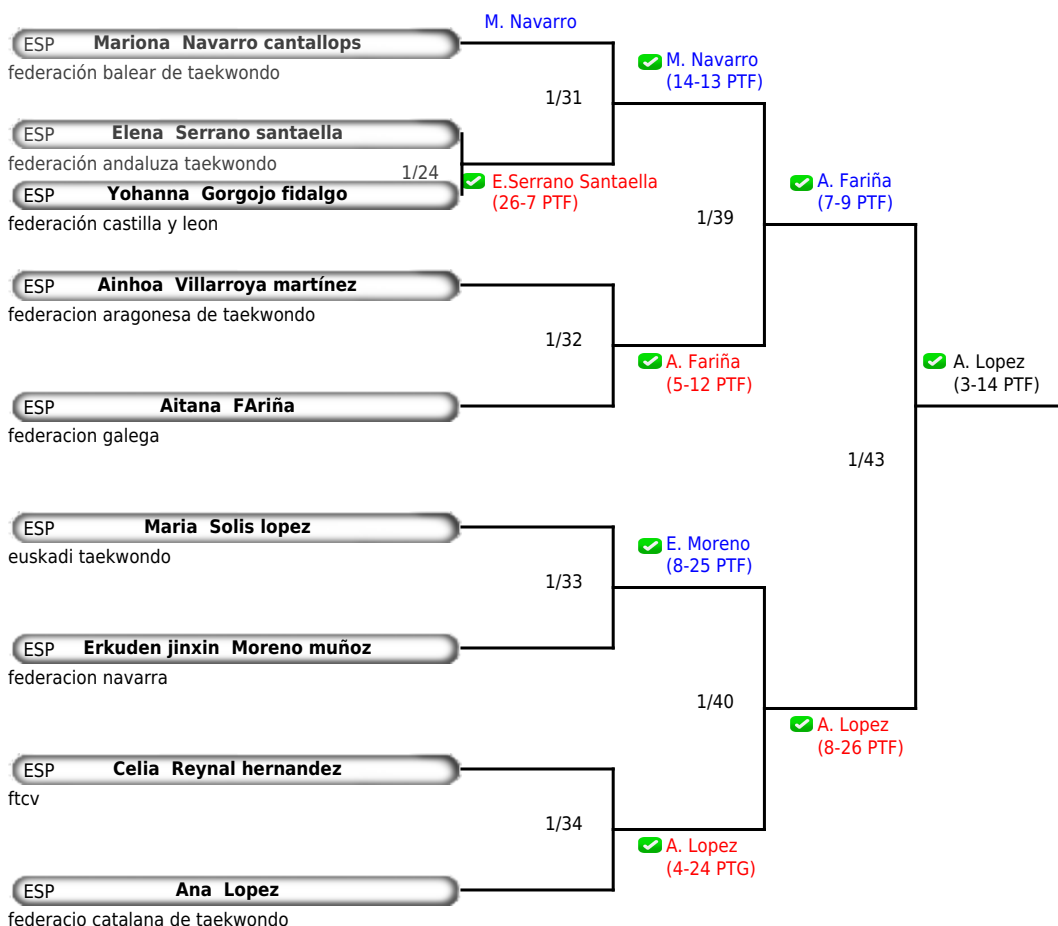 M. Navarro
ESP Mariona Navarro cantallops
federación balear de taekwondo
M. Navarro
(14-13 PTF)
1/31
ESP Elena Serrano santaella
federación andaluza taekwondo
1/24
E.Serrano Santaella
(26-7 PTF)
ESP Yohanna Gorgojo fidalgo
federación castilla y leon
A. Fariña
(7-9 PTF)
1/39
ESP Ainhoa Villarroya martínez
federacion aragonesa de taekwondo
1/32
A. Fariña
(5-12 PTF)
A. Lopez
(3-14 PTF)
ESP Aitana FAriña
federacion galega
1/43
ESP Maria Solis lopez
euskadi taekwondo
E. Moreno
(8-25 PTF)
1/33
ESP Erkuden jinxin Moreno muñoz
federacion navarra
1/40
A. Lopez
(8-26 PTF)
ESP Celia Reynal hernandez
ftcv
1/34
A. Lopez
(4-24 PTG)
ESP Ana Lopez
federacio catalana de taekwondo